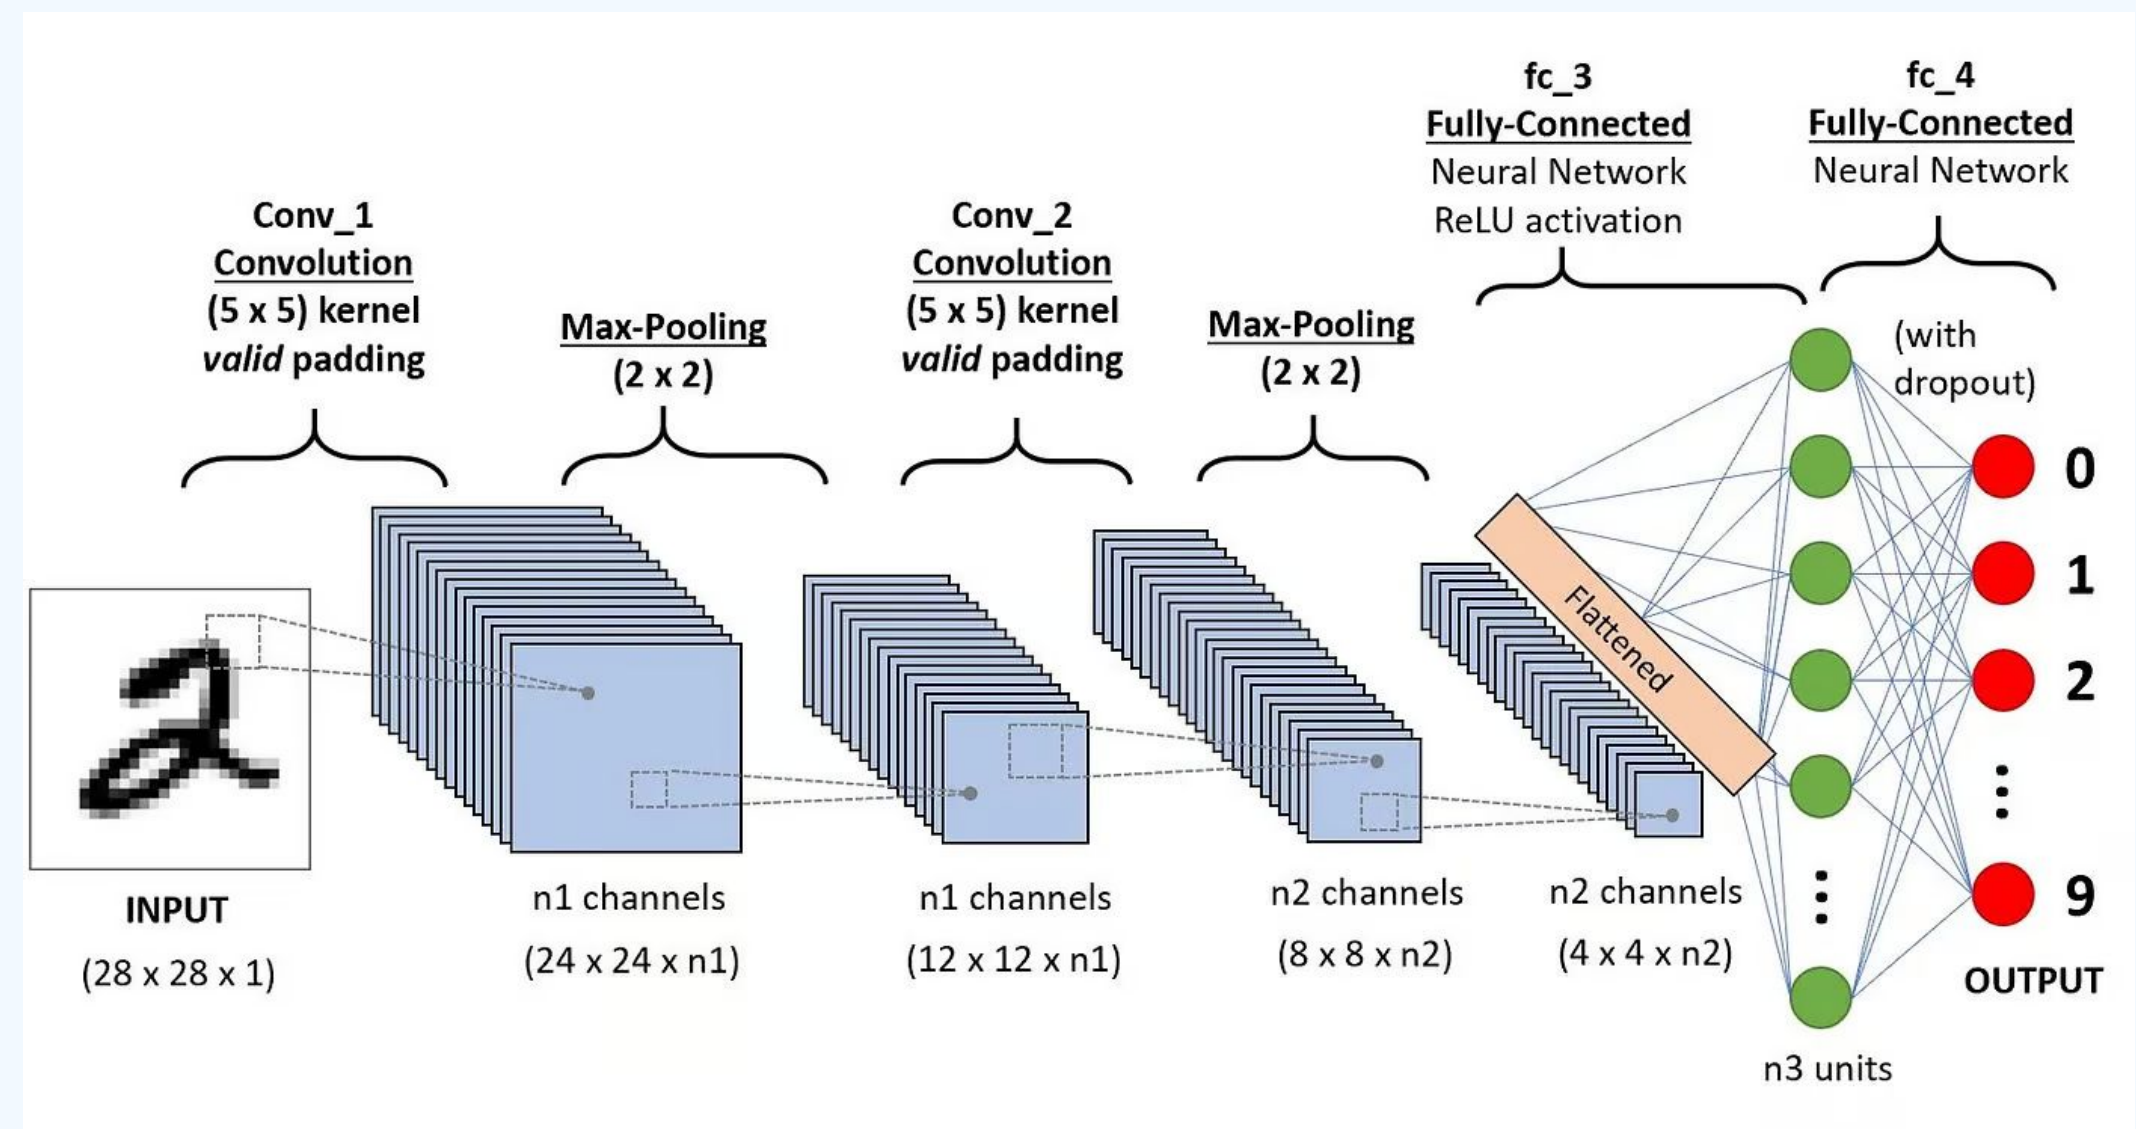 Conv_1
Convolution
(5 x 5) kernel
valid padding
Max-Pooling
(2 x 2)
Conv_2
Convolution
(5 x 5) kernel
valid padding
Max-Pooling
(2 x 2)
fc_3
Fully-Connected
Neural Network
ReLU activation
fc_4
Fully-Connected
Neural Network
(with
dropout)
Flattened
0
1
2
9
INPUT
(28 x 28 x 1)
n1 channels
(24 x 24 x n1)
n1 channels
(12 x 12 x n1)
n2 channels
(8 x 8 x n2)
n2 channels
(4 x 4 x n2)
OUTPUT
n3 units